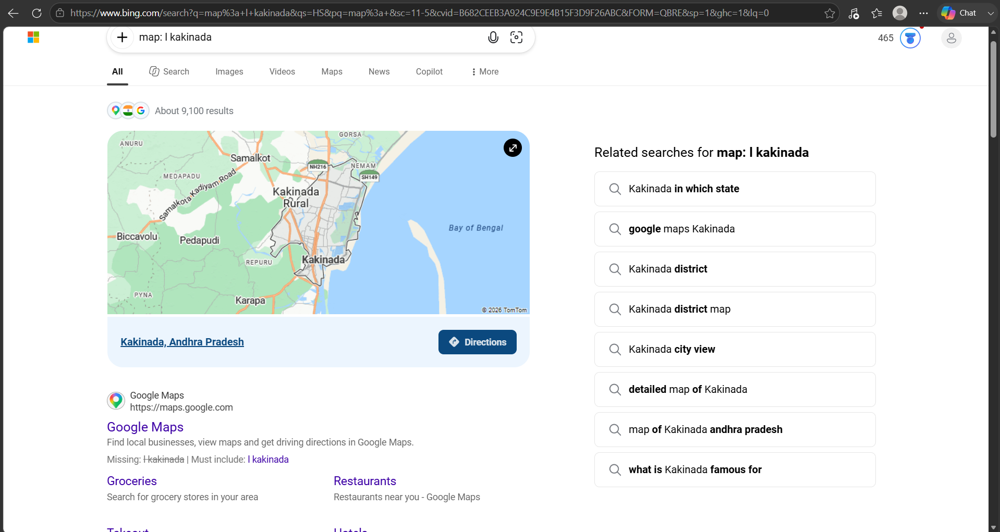 https://www.bing.com/search?q=map%3a+l+kakinada&qs=HS&pq=map%3a+&sc=11-5&cvid=B682CEEB3A924C9E9E4B15F3D9F26ABC&FORM=QBRE&sp=1&ghc=1&lq=0
Chat
map: l kakinada
465
All
Search
Images
Videos
Maps
News
Copilot
More
About 9,100 results
GORSA
ANURU
Samalkot
NH216
NEMAM
SH149
MEDAPADU
Samalkota Kadiyam Road
Kakinada
Rural
Bay of Bengal
Biccavolu
Pedapudi
REPURU
Kakinada
PYNA
Karapa
© 2026 TomTom
Kakinada, Andhra Pradesh
Directions
Google Maps
https://maps.google.com
Google Maps
Find local businesses, view maps and get driving directions in Google Maps.
Missing: l kakinada | Must include: l kakinada
Groceries
Search for grocery stores in your area
Restaurants
Restaurants near you - Google Maps
Takeout
Hotels
Related searches for map: l kakinada
Kakinada in which state
google maps Kakinada
Kakinada district
Kakinada district map
Kakinada city view
detailed map of Kakinada
map of Kakinada andhra pradesh
what is Kakinada famous for